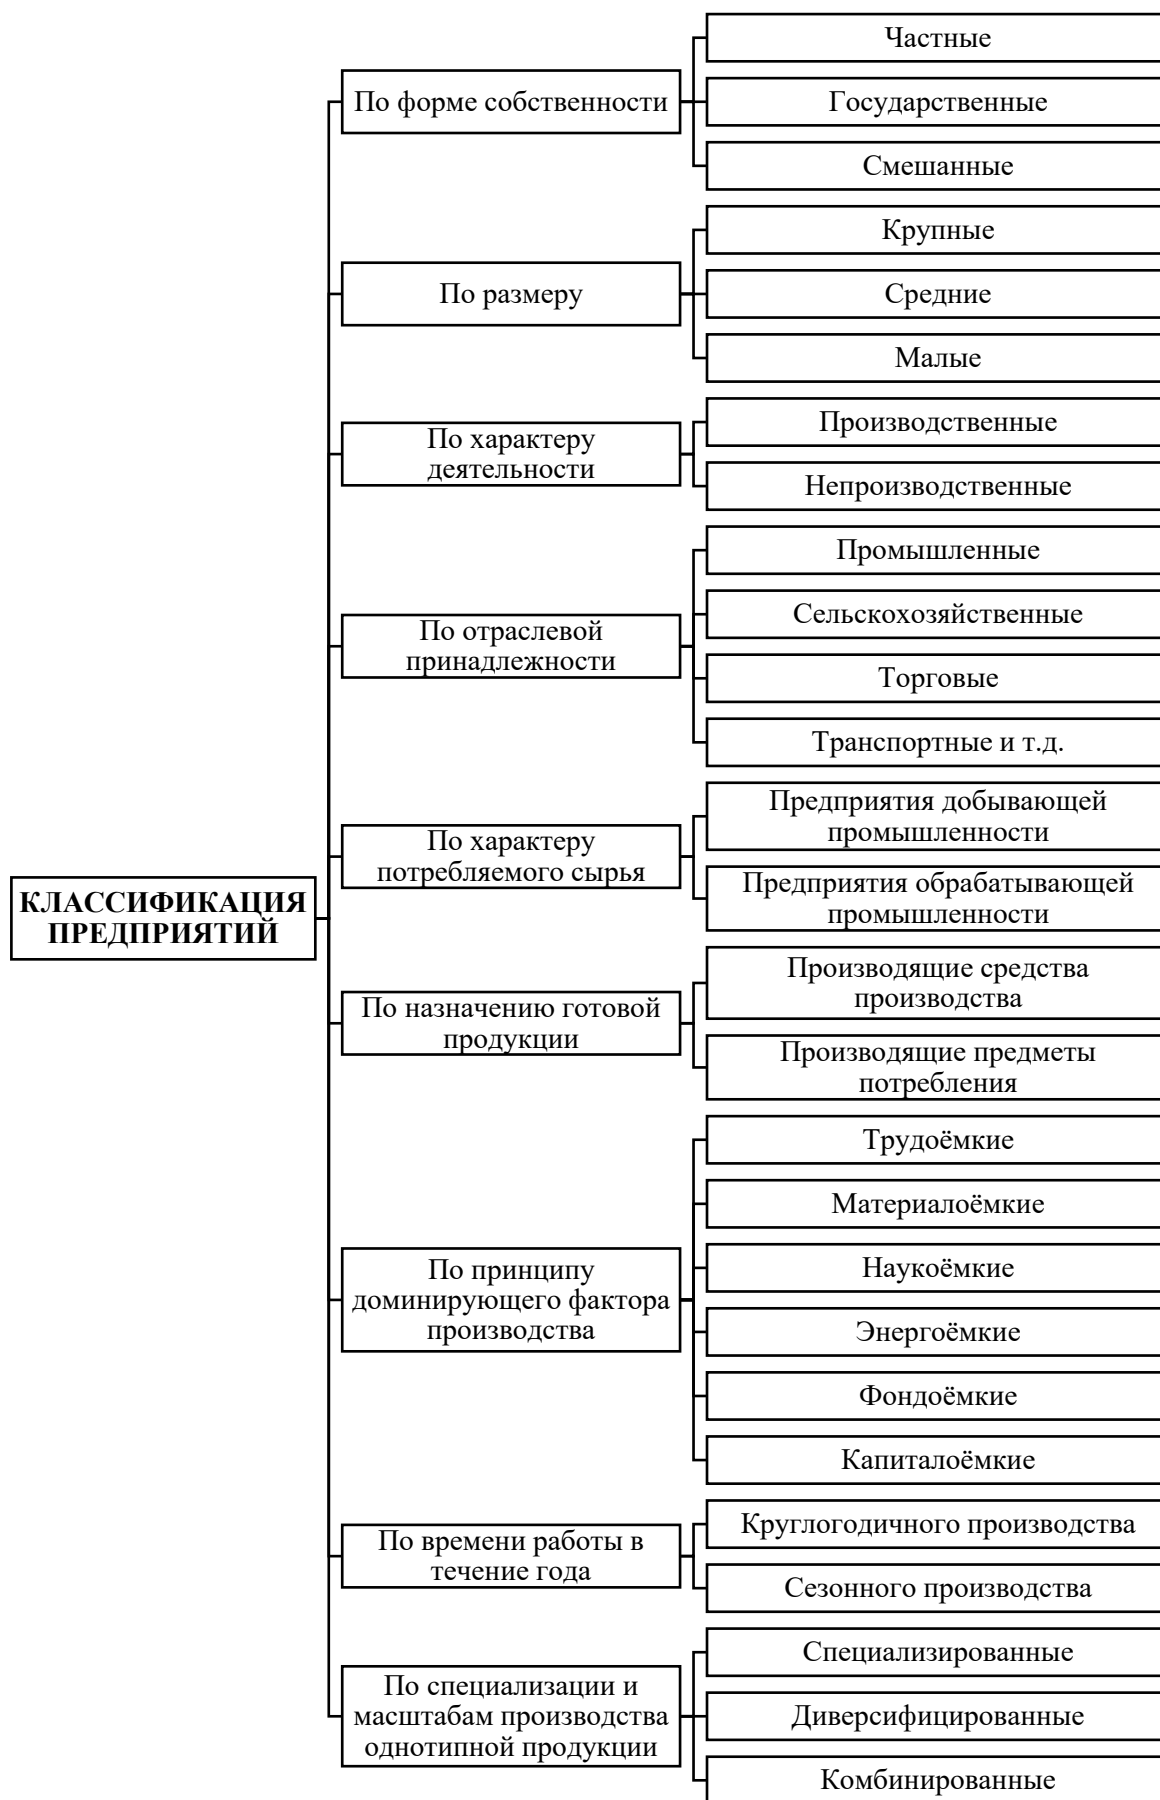 КЛАССИФИКАЦИЯ
ПРЕДПРИЯТИЙ
По форме собственности
Частные
Государственные
Смешанные
По размеру
Крупные
Средние
Малые
По характеру
деятельности
Производственные
Непроизводственные
По отраслевой
принадлежности
Промышленные
Сельскохозяйственные
Торговые
Транспортные и т.д.
По характеру
потребляемого сырья
Предприятия добывающей
промышленности
Предприятия обрабатывающей
промышленности
По назначению готовой
продукции
Производящие средства
производства
Производящие предметы
потребления
По принципу
доминирующего фактора
производства
Трудоёмкие
Материалоёмкие
Наукоёмкие
Энергоёмкие
Фондоёмкие
Капиталоёмкие
По времени работы в
течение года
Круглогодичного производства
Сезонного производства
По специализации и
масштабам производства
однотипной продукции
Специализированные
Диверсифицированные
Комбинированные